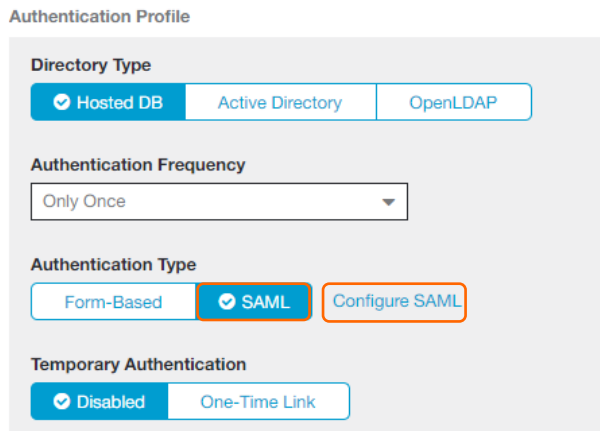 Authentication Profile
Directory Type
Hosted DB Active Directory OpenLDAP
Authentication Frequency
Only Once
Authentication Type
Form-Based SAML Configure SAML
Temporary Authentication
Disabled One-Time Link